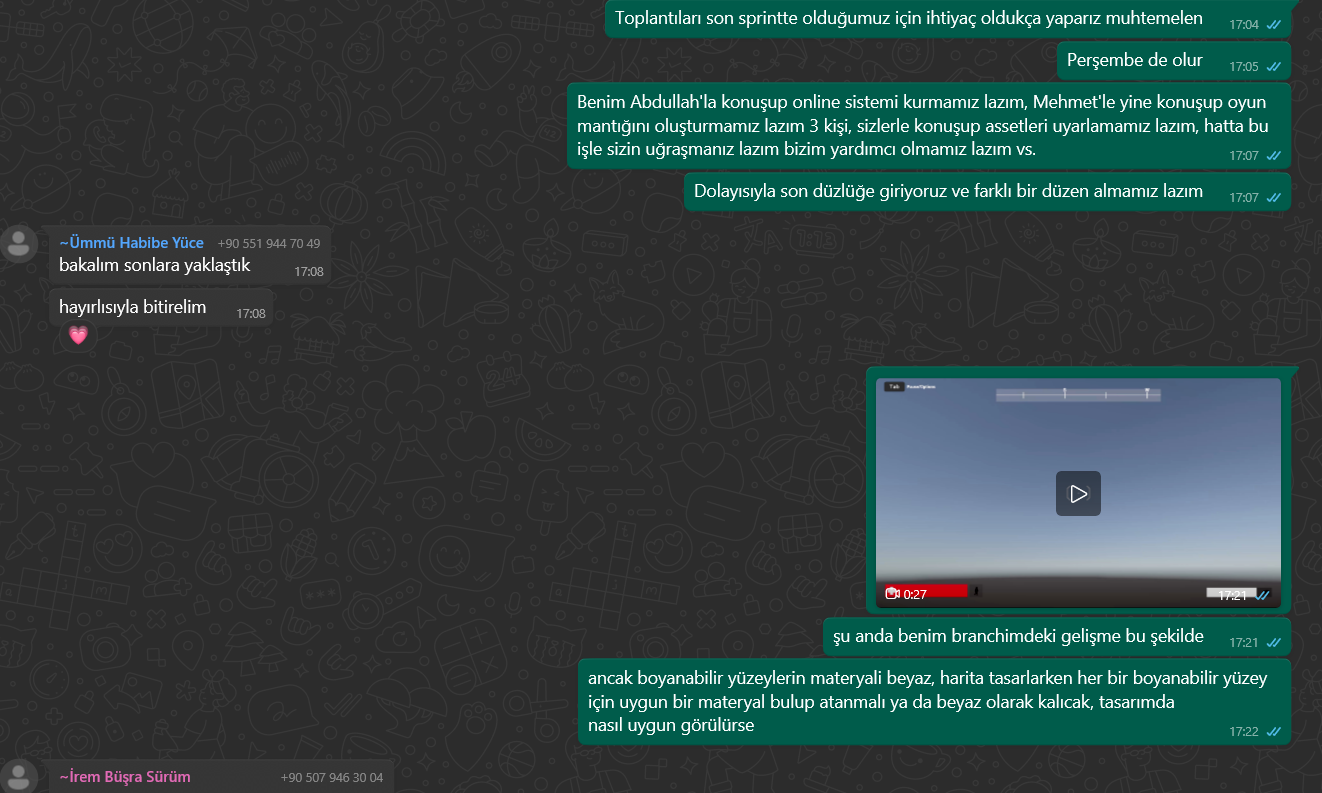 Toplantıları son sprintte olduğumuz için ihtiyaç oldukça yaparız muhtemelen 17:04
Perşembe de olur 17:05
Benim Abdullah'la konuşup online sistemi kurmamız lazım, Mehmet'le yine konuşup oyun
mantığını oluşturmamız lazım 3 kişi, sizlerle konuşup assetleri uyarlamamız lazım, hatta bu
işle sizin uğraşmanız lazım bizim yardımcı olmamız lazım vs. 17:07
Dolayısıyla son düzlüğe giriyoruz ve farklı bir düzen almamız lazım 17:07
~Ümmü Habibe Yüce +90 551 944 70 49
bakalım sonlara yaklaştık 17:08
hayırlısıyla bitirelim 17:08
Tab
0:27 17:21
şu anda benim branchimdeki gelişme bu şekilde 17:21
ancak boyanabilir yüzeylerin materyali beyaz, harita tasarlarken her bir boyanabilir yüzey
için uygun bir materyal bulup atanmalı ya da beyaz olarak kalıcak, tasarımda
nasıl uygun görülürse 17:22
~İrem Büşra Sürüm +90 507 946 30 04